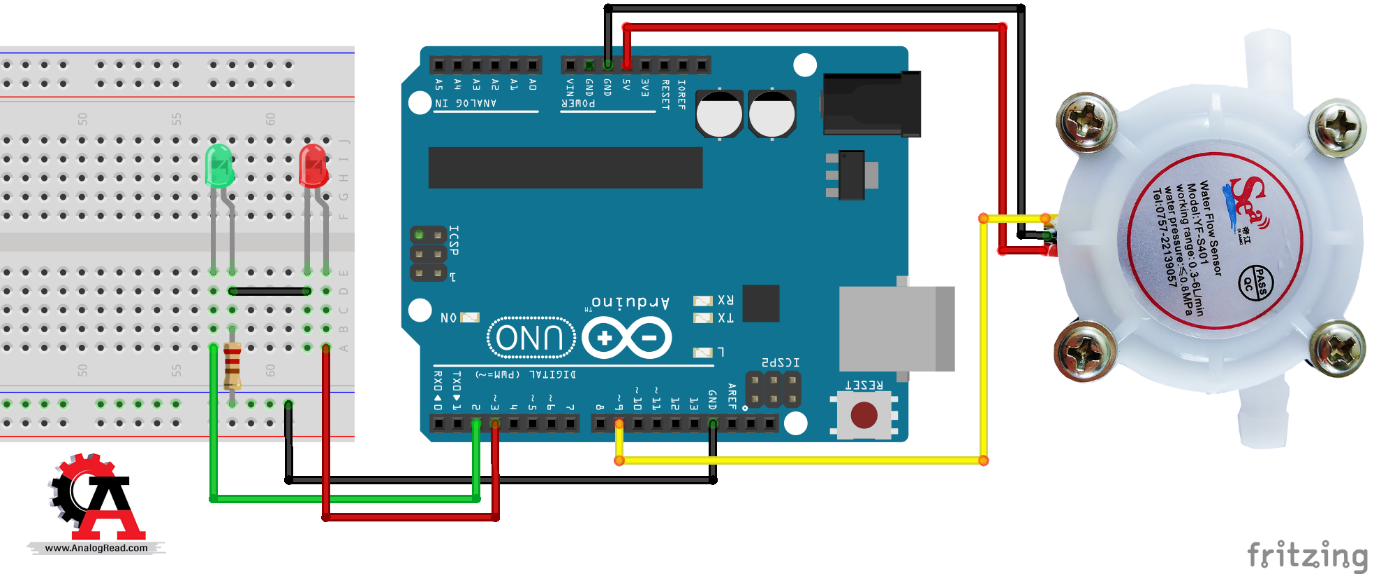 50
55
60
J
I
H
G
F
E
D
C
B
A
50
55
60
A5
A4
A3
A2
A1
A0
ANALOG IN
VIN
GND
GND
5V
3V3
RESET
IOREF
POWER
ICSP
1
ON
Arduino
TM
UNO
RX
TX
L
ICSP2
RESET
DIGITAL (PWM=~)
RX0◀0
TX0▶1
2
~3
4
~5
~6
7
8
~9
~10
~11
12
13
GND
AREF
Sea
帝江
Water Flow Sensor
Model:YF-S401
working range:0.3-6L/min
water pressure:≤0.8MPa
Tel:0757-22139057
PASS
QC
A
www.AnalogRead.com
fritzing